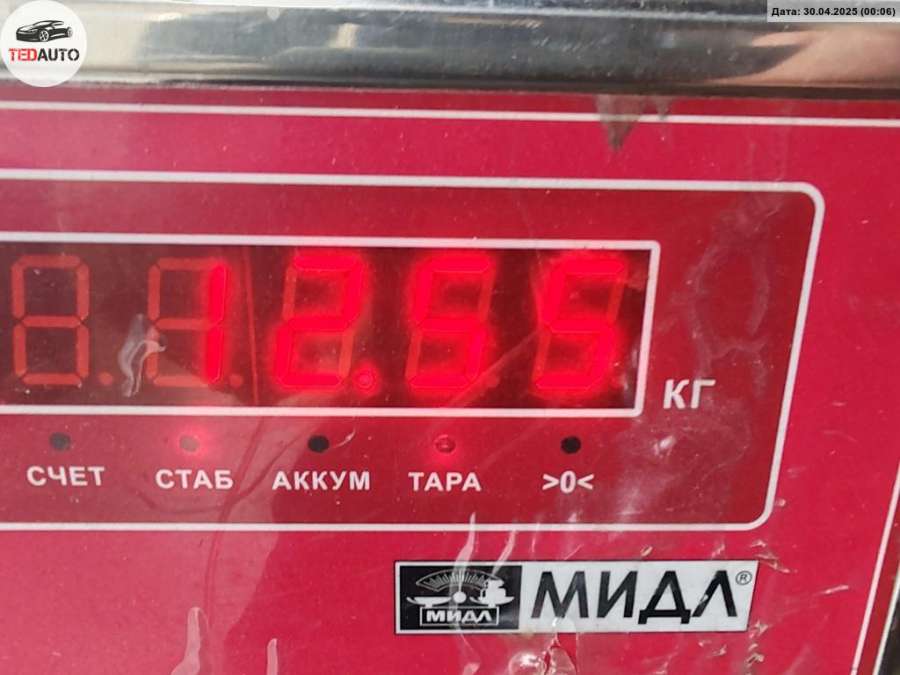 TEDAUTO
Дата: 30.04.2025 (00:06)
12.55
КГ
СЧЕТ СТАБ АККУМ ТАРА >0<
МИДЛ МИДЛ®